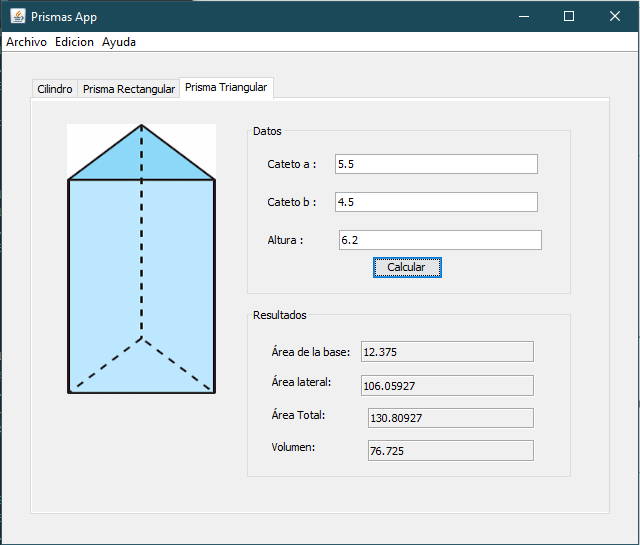 Prismas App
Archivo Edicion Ayuda
Cilindro Prisma Rectangular Prisma Triangular
Datos
Cateto a : 5.5
Cateto b : 4.5
Altura : 6.2
Calcular
Resultados
Área de la base: 12.375
Área lateral: 106.05927
Área Total: 130.80927
Volumen: 76.725